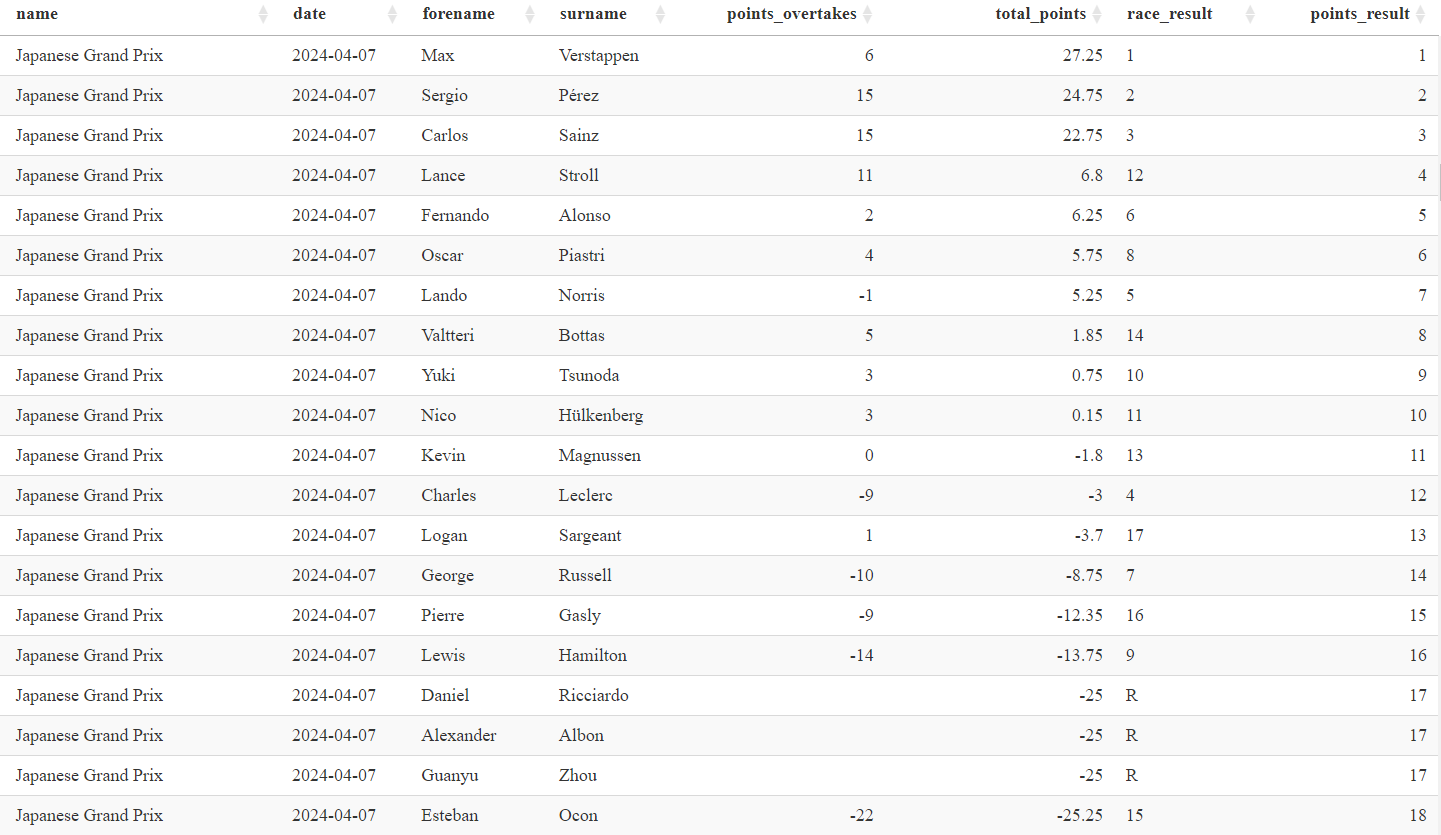 name date forename surname points_overtakes total_points race_result points_result
Japanese Grand Prix 2024-04-07 Max Verstappen 6 27.25 1 1
Japanese Grand Prix 2024-04-07 Sergio Pérez 15 24.75 2 2
Japanese Grand Prix 2024-04-07 Carlos Sainz 15 22.75 3 3
Japanese Grand Prix 2024-04-07 Lance Stroll 11 6.8 12 4
Japanese Grand Prix 2024-04-07 Fernando Alonso 2 6.25 6 5
Japanese Grand Prix 2024-04-07 Oscar Piastri 4 5.75 8 6
Japanese Grand Prix 2024-04-07 Lando Norris -1 5.25 5 7
Japanese Grand Prix 2024-04-07 Valtteri Bottas 5 1.85 14 8
Japanese Grand Prix 2024-04-07 Yuki Tsunoda 3 0.75 10 9
Japanese Grand Prix 2024-04-07 Nico Hülkenberg 3 0.15 11 10
Japanese Grand Prix 2024-04-07 Kevin Magnussen 0 -1.8 13 11
Japanese Grand Prix 2024-04-07 Charles Leclerc -9 -3 4 12
Japanese Grand Prix 2024-04-07 Logan Sargeant 1 -3.7 17 13
Japanese Grand Prix 2024-04-07 George Russell -10 -8.75 7 14
Japanese Grand Prix 2024-04-07 Pierre Gasly -9 -12.35 16 15
Japanese Grand Prix 2024-04-07 Lewis Hamilton -14 -13.75 9 16
Japanese Grand Prix 2024-04-07 Daniel Ricciardo -25 R 17
Japanese Grand Prix 2024-04-07 Alexander Albon -25 R 17
Japanese Grand Prix 2024-04-07 Guanyu Zhou -25 R 17
Japanese Grand Prix 2024-04-07 Esteban Ocon -22 -25.25 15 18